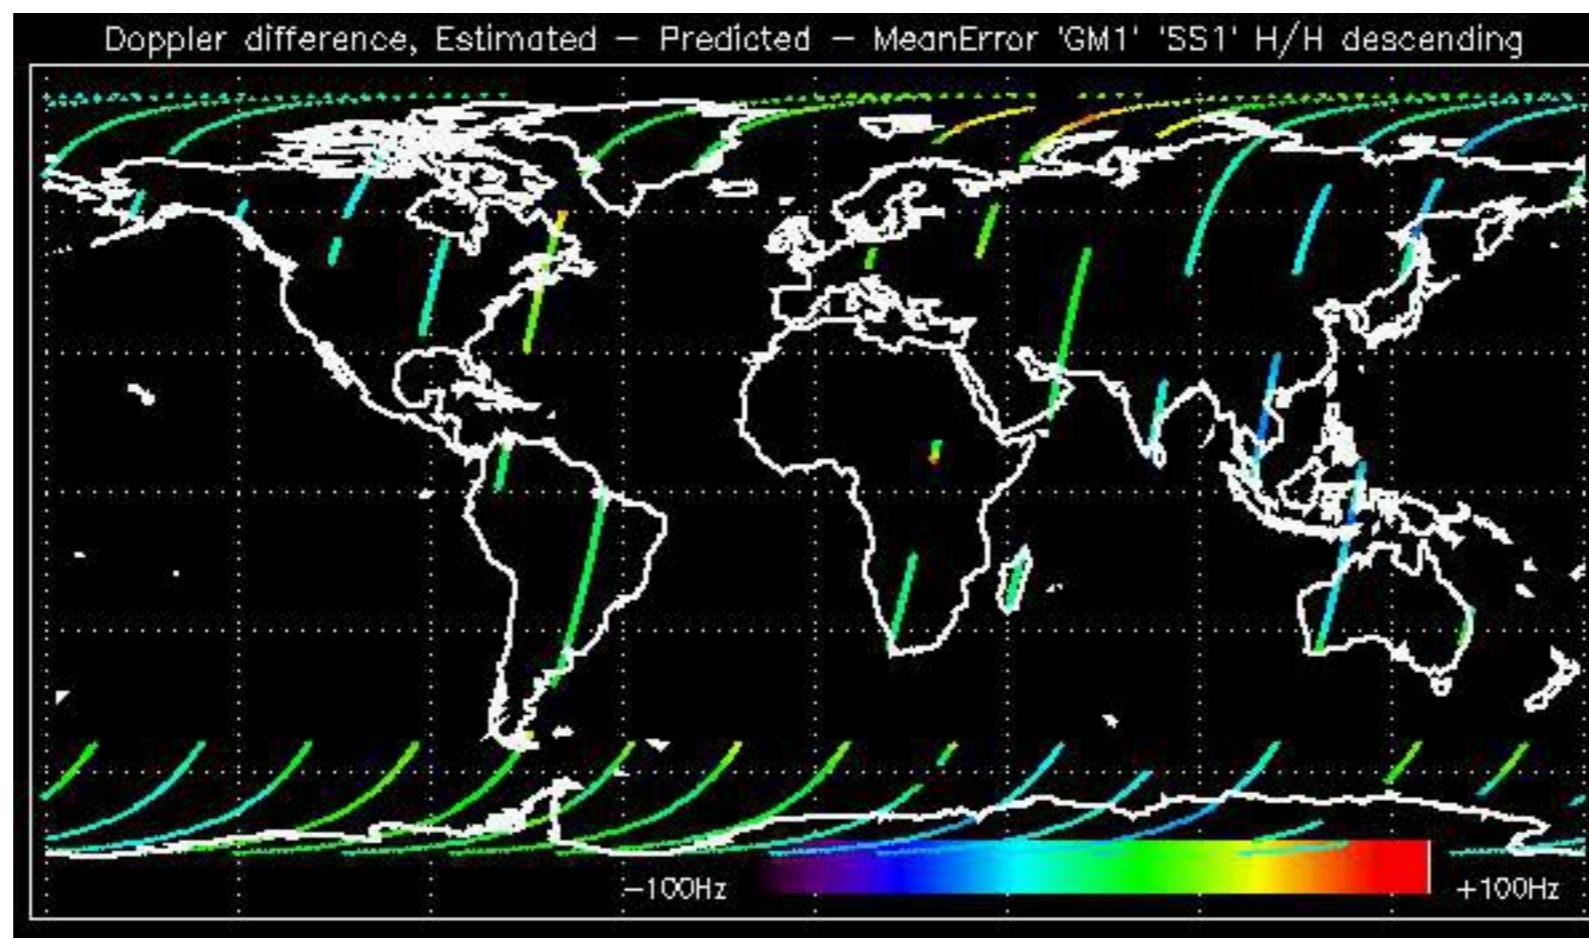 Doppler difference, Estimated – Predicted – MeanError 'GM1' 'SS1' H/H descending
–100Hz +100Hz